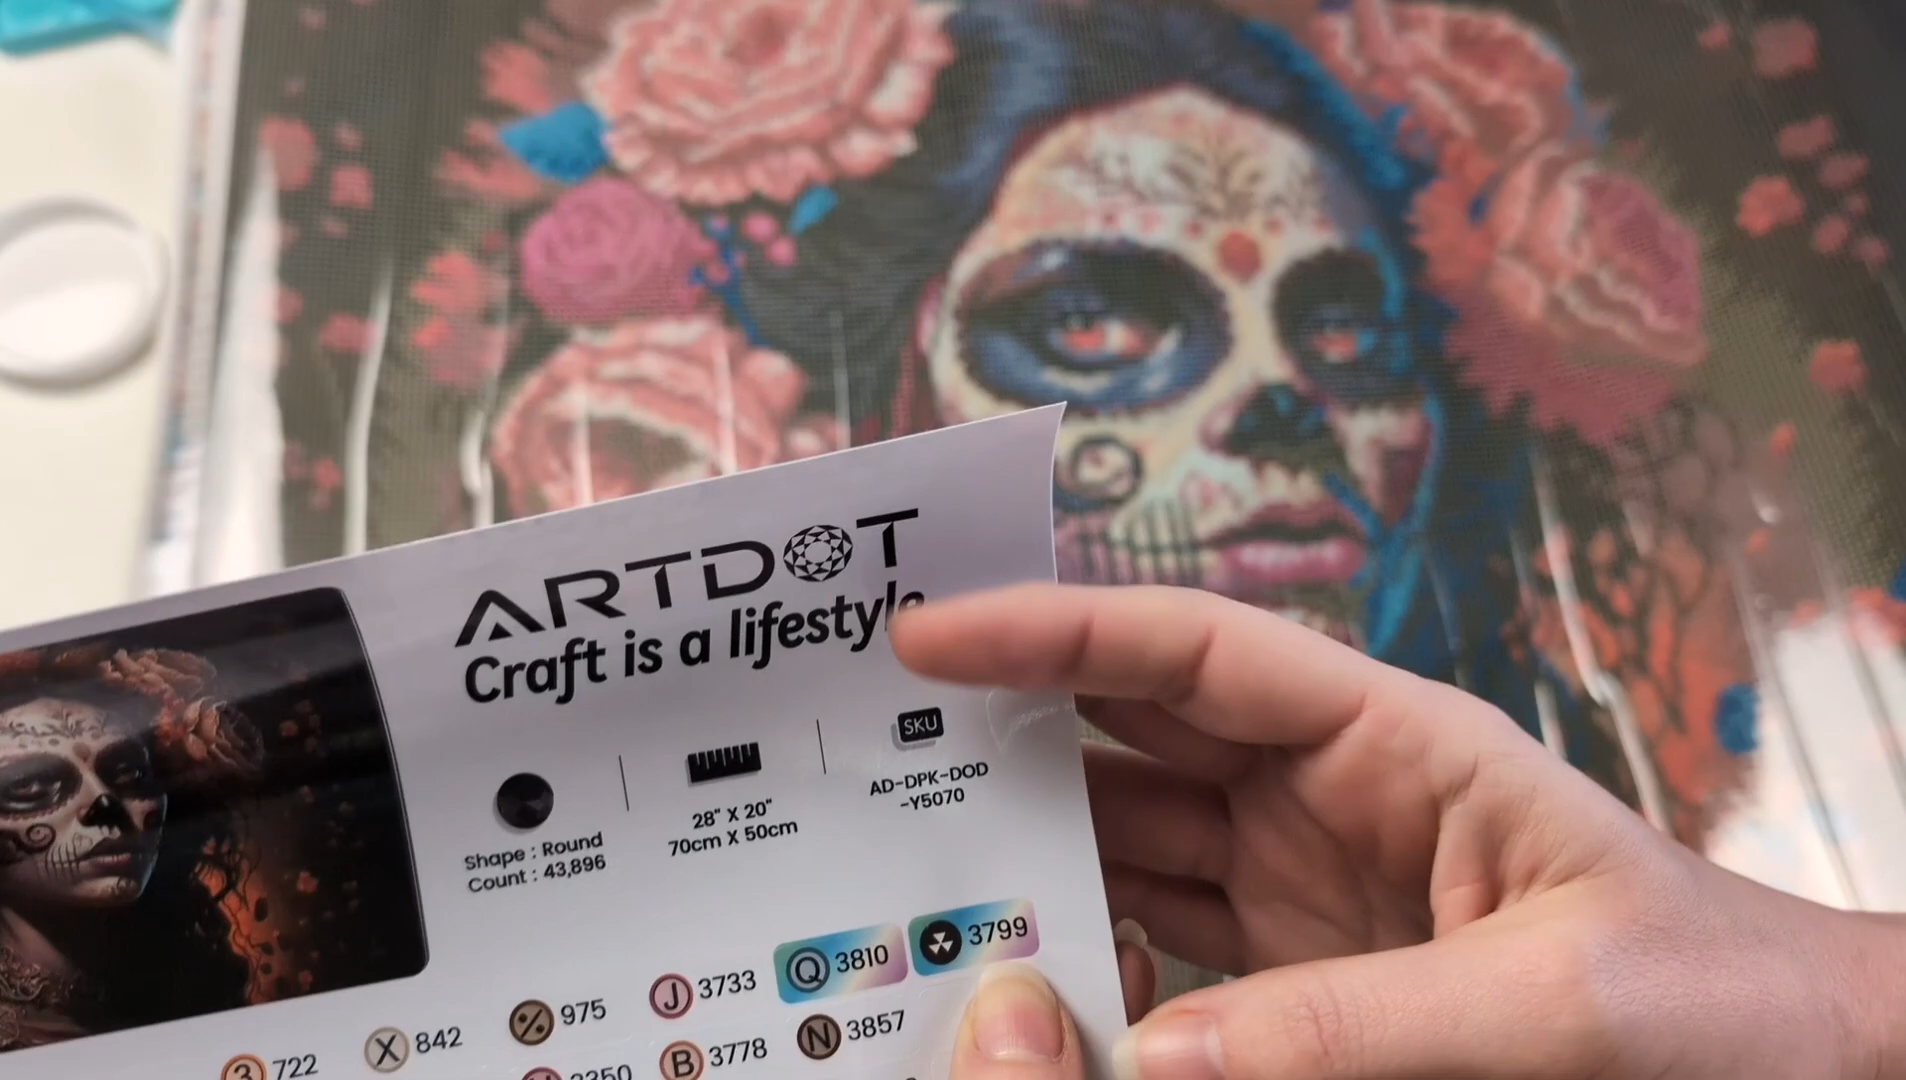 ARTDOT
Craft is a lifestyle
SKU
Shape : Round
Count : 43,896
28" X 20"
70cm X 50cm
AD-DPK-DOD
-Y5070
3 722
X 842
% 975
J 3733
Q 3810
3799
B 3778
N 3857